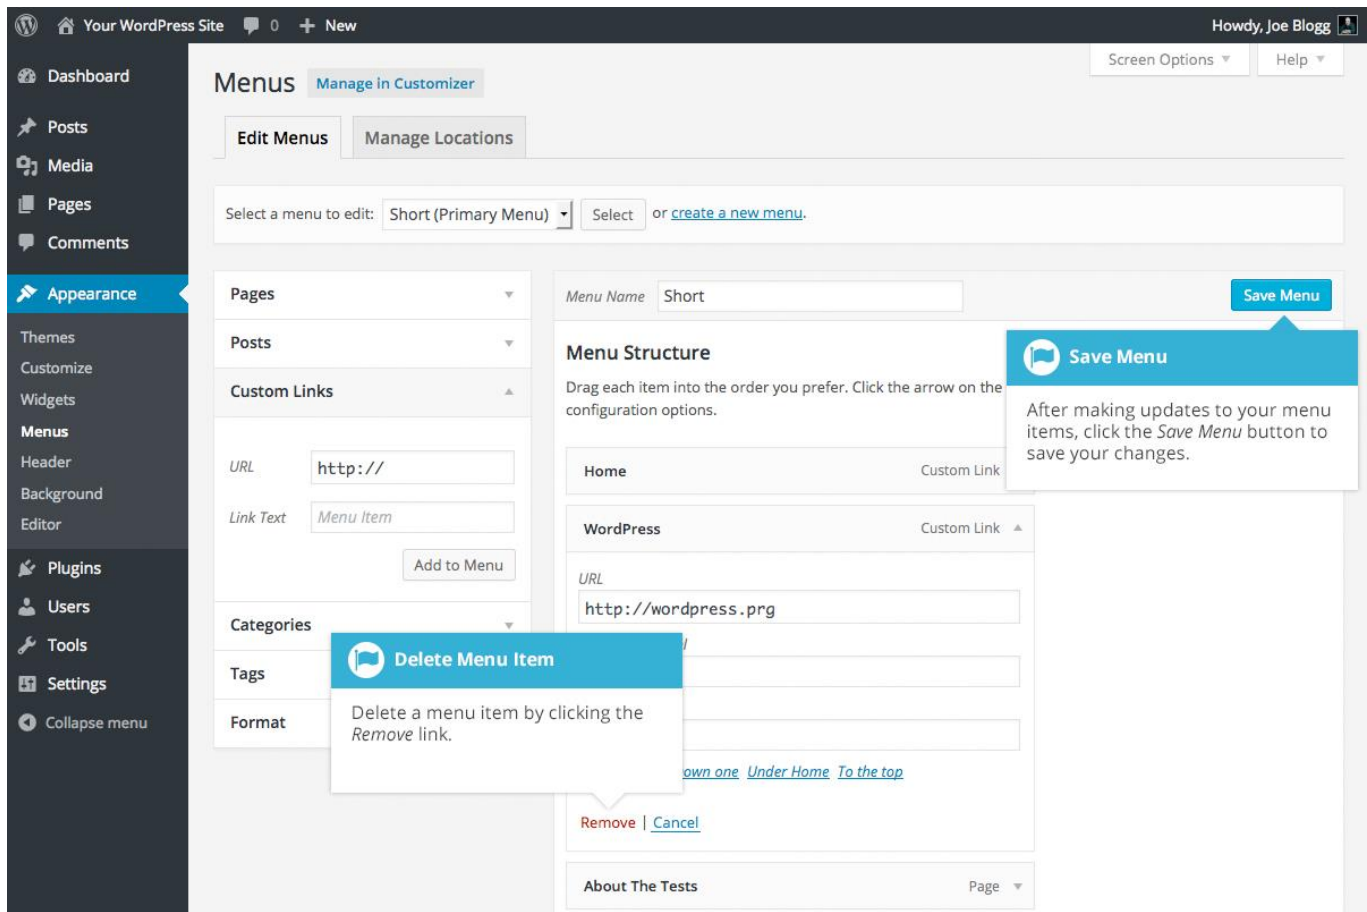 Your WordPress Site 0 New Howdy, Joe Blogg
Screen Options Help
Dashboard
Posts
Media
Pages
Comments
Appearance
Themes
Customize
Widgets
Menus
Header
Background
Editor
Plugins
Users
Tools
Settings
Collapse menu
Menus Manage in Customizer
Edit Menus Manage Locations
Select a menu to edit: Short (Primary Menu) Select or create a new menu.
Pages
Posts
Custom Links
URL http://
Link Text Menu Item
Add to Menu
Categories
Tags
Format
Delete Menu Item
Delete a menu item by clicking the
Remove link.
Menu Name Short Save Menu
Menu Structure
Drag each item into the order you prefer. Click the arrow on the
configuration options.
Save Menu
After making updates to your menu
items, click the Save Menu button to
save your changes.
Home Custom Link
WordPress Custom Link
URL
http://wordpress.prg
own one Under Home To the top
Remove | Cancel
About The Tests Page